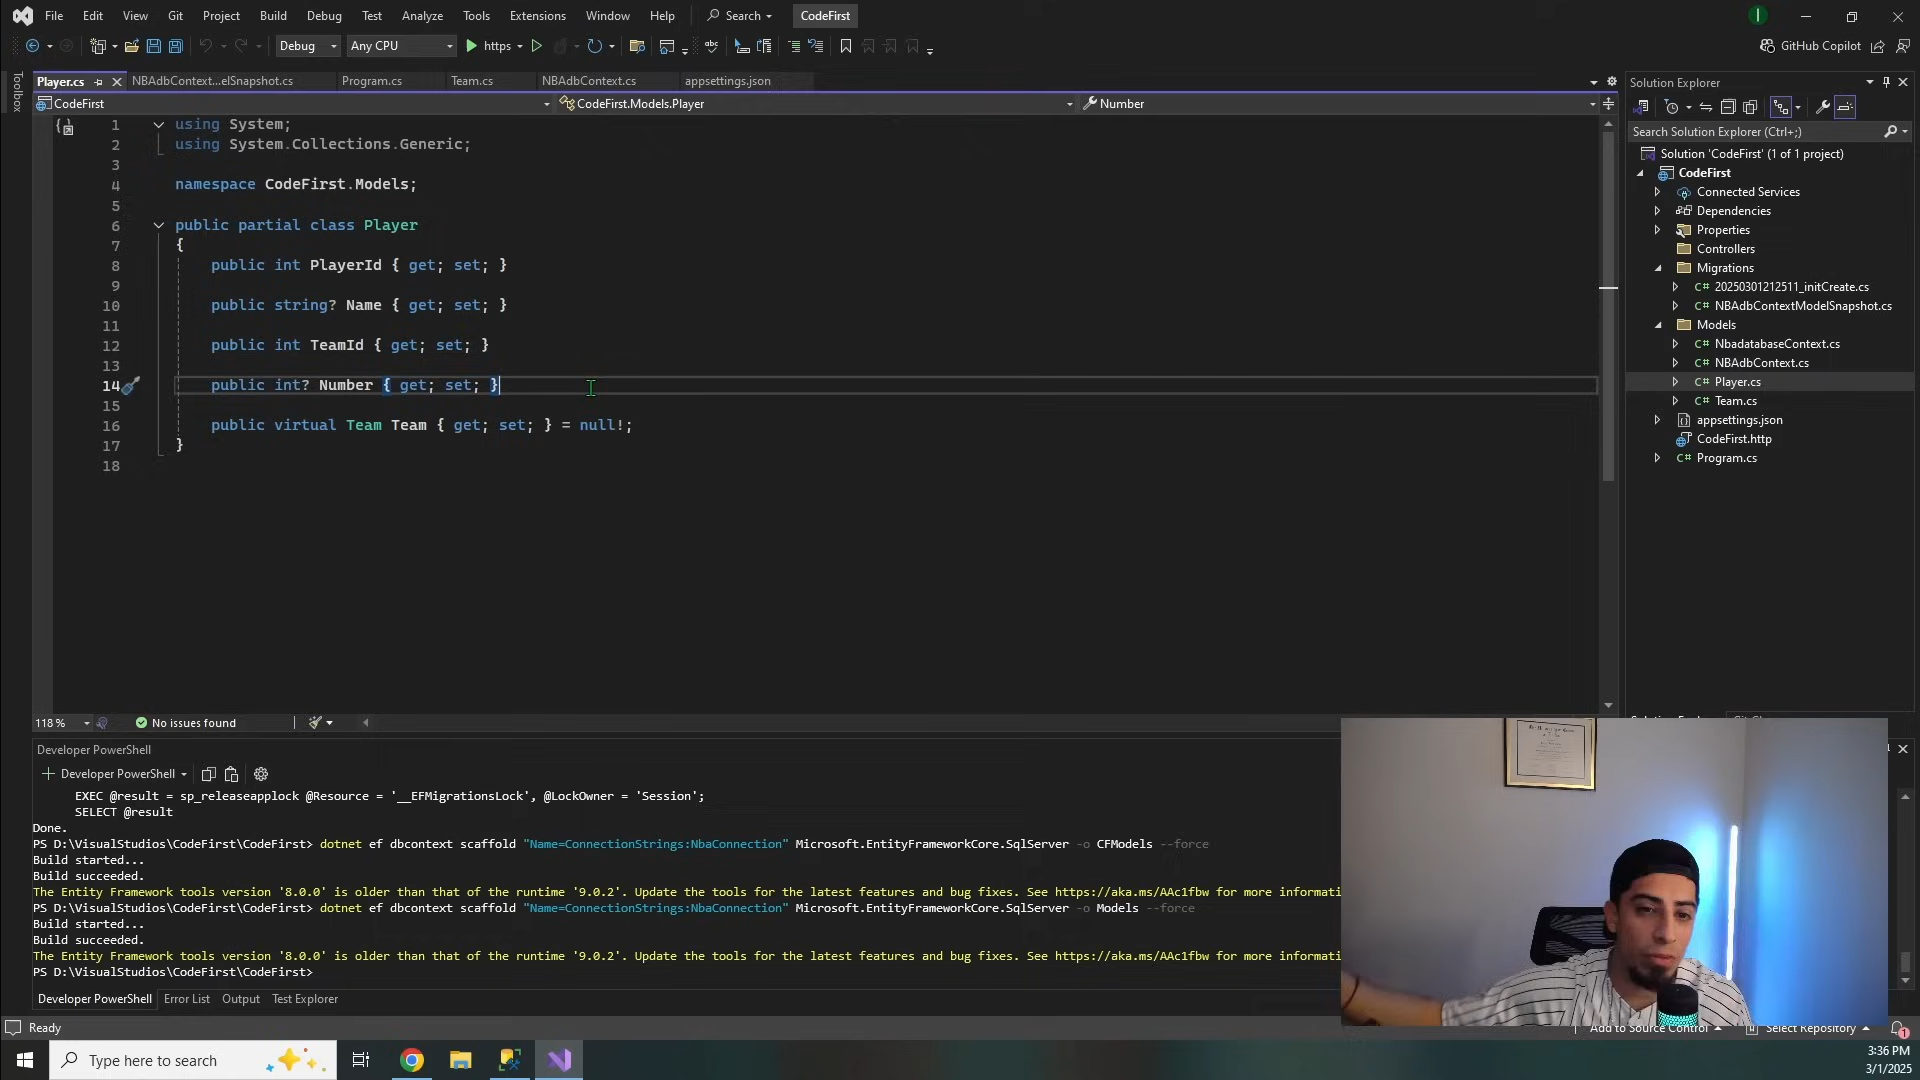 File Edit View Git Project Build Debug Test Analyze Tools Extensions Window Help Search CodeFirst
Debug Any CPU https GitHub Copilot
Toolbox
Player.cs NBAdbContext...elSnapshot.cs Program.cs Team.cs NBAdbContext.cs appsettings.json
CodeFirst CodeFirst.Models.Player Number
1 using System;
2 using System.Collections.Generic;
3
4 namespace CodeFirst.Models;
5
6 public partial class Player
7 {
8 public int PlayerId { get; set; }
9
10 public string? Name { get; set; }
11
12 public int TeamId { get; set; }
13
14 public int? Number { get; set; }
15
16 public virtual Team Team { get; set; } = null!;
17 }
18
118 % No issues found
Solution Explorer
Search Solution Explorer (Ctrl+;)
Solution 'CodeFirst' (1 of 1 project)
CodeFirst
Connected Services
Dependencies
Properties
Controllers
Migrations
C# 20250301212511_initCreate.cs
C# NBAdbContextModelSnapshot.cs
Models
C# NbadatabaseContext.cs
C# NBAdbContext.cs
C# Player.cs
C# Team.cs
appsettings.json
CodeFirst.http
C# Program.cs
Developer PowerShell
Developer PowerShell
EXEC @result = sp_releaseapplock @Resource = '__EFMigrationsLock', @LockOwner = 'Session';
SELECT @result
Done.
PS D:\VisualStudios\CodeFirst\CodeFirst> dotnet ef dbcontext scaffold "Name=ConnectionStrings:NbaConnection" Microsoft.EntityFrameworkCore.SqlServer -o CFModels --force
Build started...
Build succeeded.
The Entity Framework tools version '8.0.0' is older than that of the runtime '9.0.2'. Update the tools for the latest features and bug fixes. See https://aka.ms/AAc1fbw for more informati
PS D:\VisualStudios\CodeFirst\CodeFirst> dotnet ef dbcontext scaffold "Name=ConnectionStrings:NbaConnection" Microsoft.EntityFrameworkCore.SqlServer -o Models --force
Build started...
Build succeeded.
The Entity Framework tools version '8.0.0' is older than that of the runtime '9.0.2'. Update the tools for the latest features and bug fixes. See https://aka.ms/AAc1fbw for more informati
PS D:\VisualStudios\CodeFirst\CodeFirst>
Developer PowerShell Error List Output Test Explorer
Ready Add to Source Control Select Repository
Type here to search
3:36 PM
3/1/2025